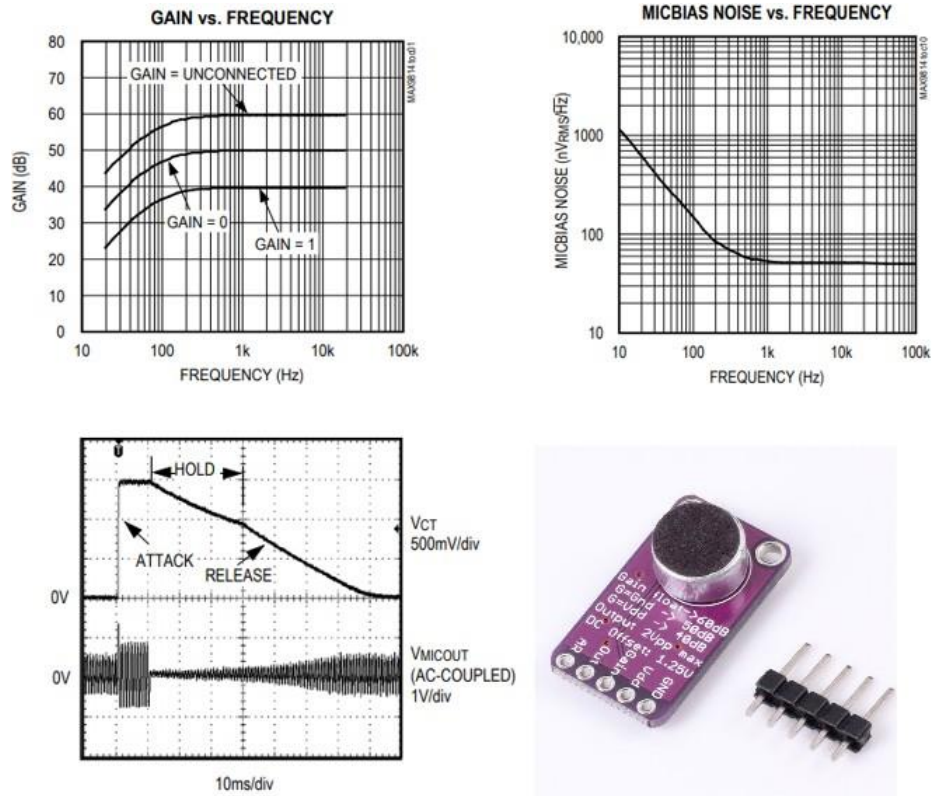 GAIN vs. FREQUENCY
80
70
60
50
40
30
20
10
0
GAIN (dB)
GAIN = UNCONNECTED
GAIN = 0
GAIN = 1
10
100
1k
10k
100k
FREQUENCY (Hz)
MAX9814 toc01
MICBIAS NOISE vs. FREQUENCY
10,000
1000
100
10
MICBIAS NOISE (nVRMS/√Hz)
10
100
1k
10k
100k
FREQUENCY (Hz)
MAX9814 toc10
HOLD
ATTACK
RELEASE
0V
0V
VCT
500mV/div
VMICOUT
(AC-COUPLED)
1V/div
10ms/div
Gain float->60dB
G=Gnd -> 50dB
G=Vdd -> 40dB
Output 2Vpp max
DC Offset: 1.25V
AR
Gain
Vdd
GND